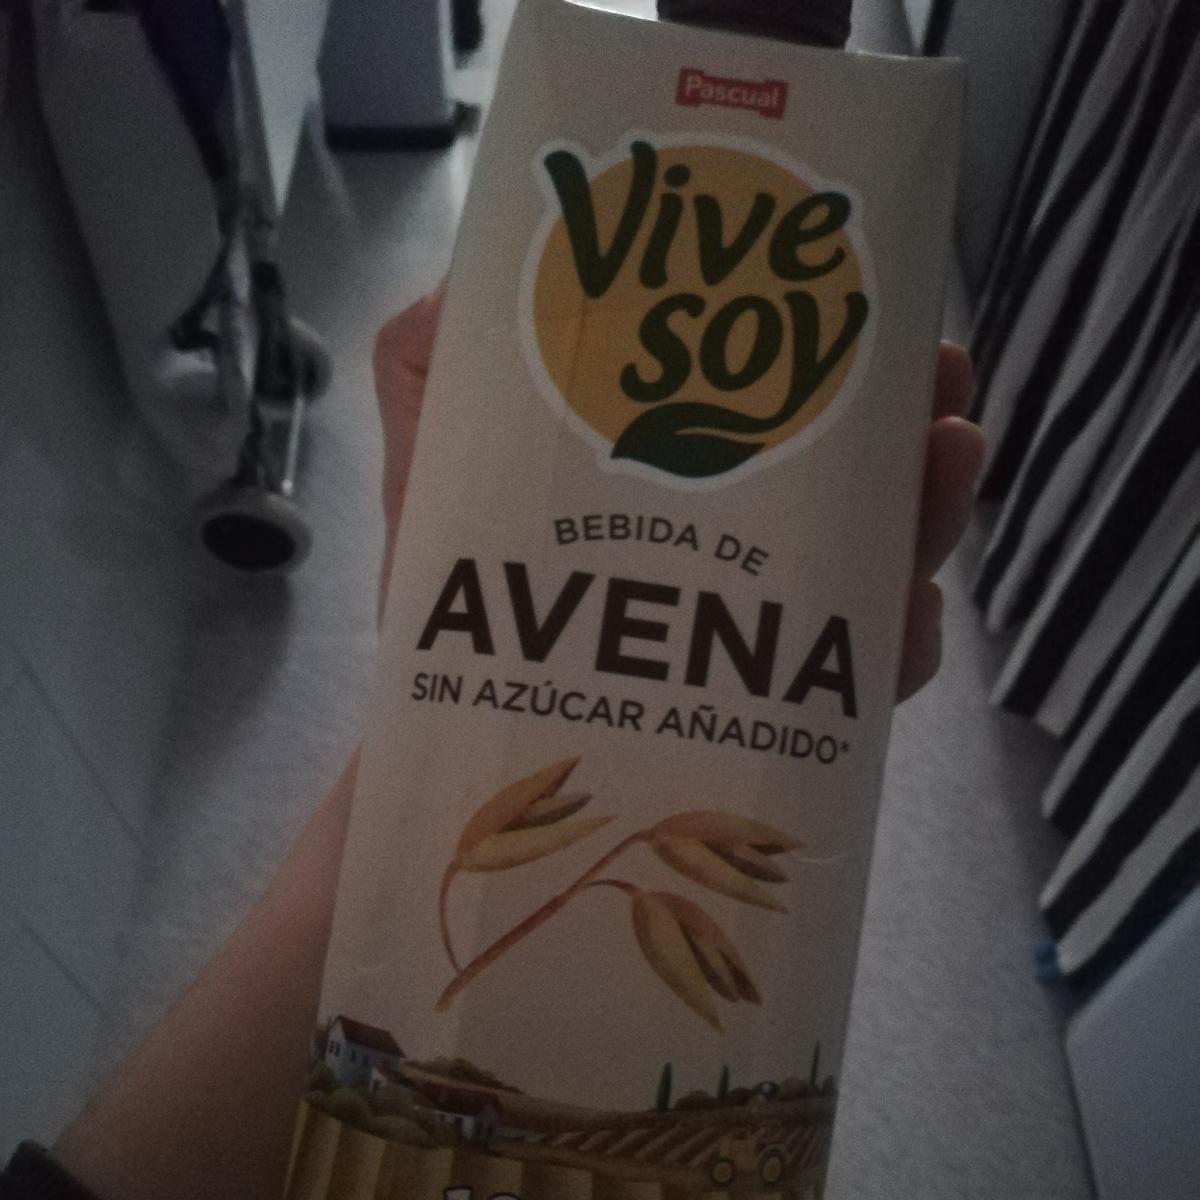 Pascual
Vive
soy
BEBIDA DE
AVENA
SIN AZÚCAR AÑADIDO*